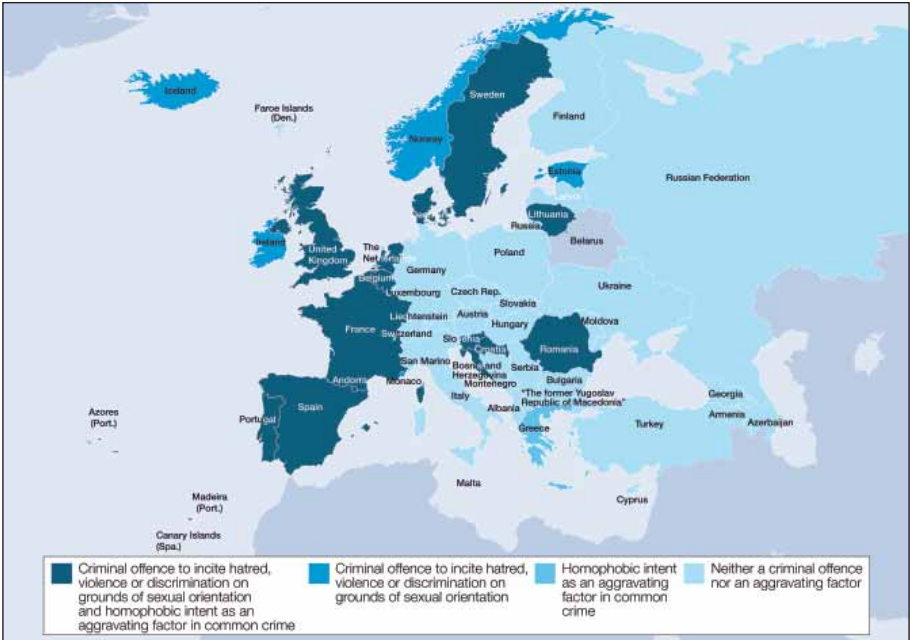 Iceland
Faroe Islands
(Den.)
Sweden
Norway
Finland
Estonia
Latvia
Russian Federation
Lithuania
Russia
Belarus
Ireland
United
Kingdom
The
Netherlands
Belgium
Germany
Poland
Luxembourg
Czech Rep.
Slovakia
Ukraine
Liechtenstein
Austria
France
Switzerland
Hungary
Moldova
Slovenia
Croatia
Romania
San Marino
Bosnia and
Herzegovina
Serbia
Andorra
Monaco
Montenegro
Bulgaria
Italy
"The former Yugoslav
Republic of Macedonia"
Albania
Georgia
Armenia
Azerbaijan
Azores
(Port.)
Portugal
Spain
Greece
Turkey
Malta
Cyprus
Madeira
(Port.)
Canary Islands
(Spa.)
Criminal offence to incite hatred,
violence or discrimination on
grounds of sexual orientation
and homophobic intent as an
aggravating factor in common crime
Criminal offence to incite hatred,
violence or discrimination on
grounds of sexual orientation
Homophobic intent
as an aggravating
factor in common
crime
Neither a criminal offence
nor an aggravating factor